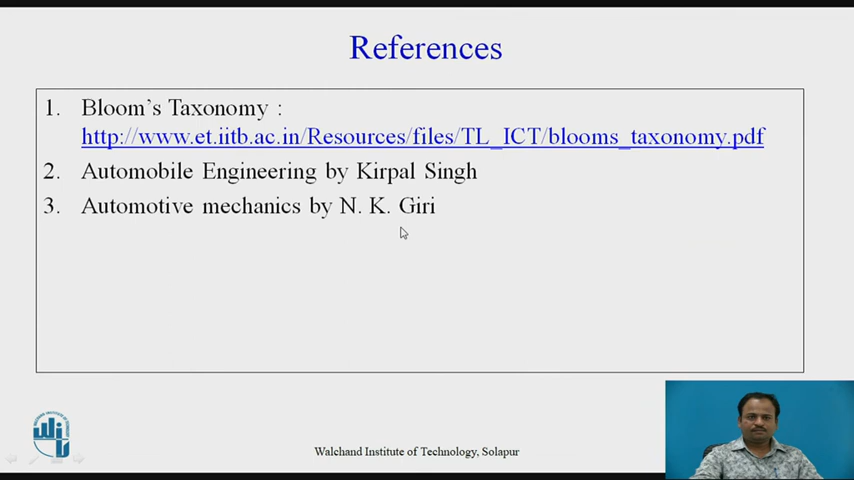 References
1. Bloom's Taxonomy :
http://www.et.iitb.ac.in/Resources/files/TL_ICT/blooms_taxonomy.pdf
2. Automobile Engineering by Kirpal Singh
3. Automotive mechanics by N. K. Giri
Walchand Institute of Technology, Solapur